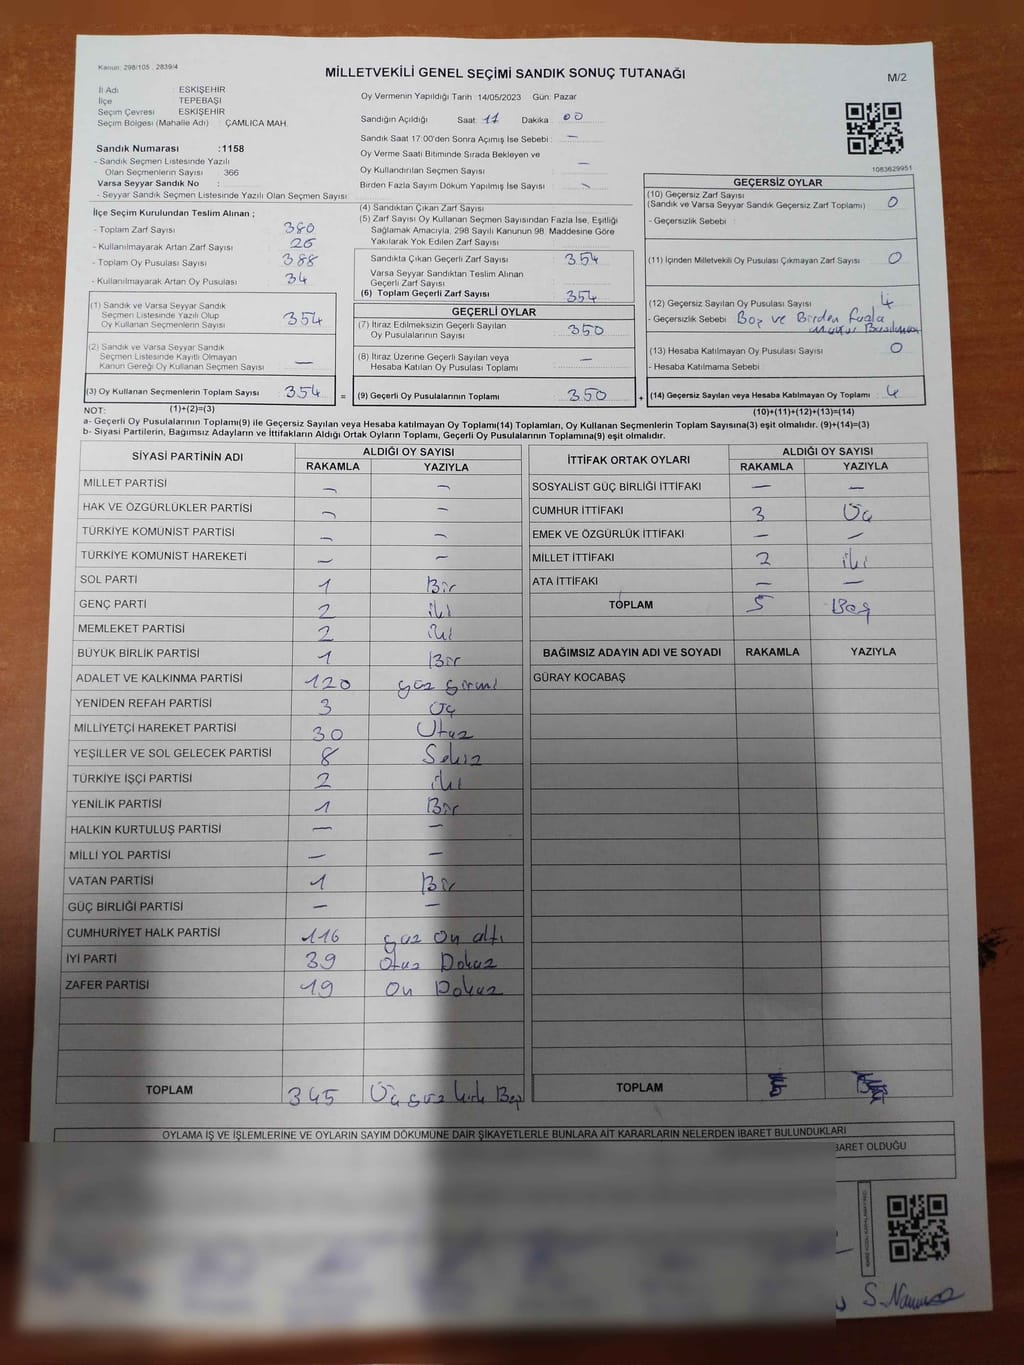 Kanun: 298/105 , 2839/4
MİLLETVEKİLİ GENEL SEÇİMİ SANDIK SONUÇ TUTANAĞI
M/2
İl Adı : ESKİŞEHİR
İlçe TEPEBAŞI
Seçim Çevresi ESKİŞEHİR
Seçim Bölgesi (Mahalle Adı) : ÇAMLICA MAH.
Oy Vermenin Yapıldığı Tarih 14/05/2023 Gün: Pazar
Sandığın Açıldığı Saat: 17 Dakika : 00
Sandık Saat 17:00'den Sonra Açımış İse Sebebi : —
Oy Verme Saati Bitiminde Sırada Bekleyen ve
Oy Kullandırılan Seçmen Sayısı —
Birden Fazla Sayım Döküm Yapılmış İse Sayısı -
1083629951
Sandık Numarası :1158
- Sandık Seçmen Listesinde Yazılı
Olan Seçmenlerin Sayısı 366
Varsa Seyyar Sandık No :
- Seyyar Sandık Seçmen Listesinde Yazılı Olan Seçmen Sayısı
İlçe Seçim Kurulundan Teslim Alınan ;
- Toplam Zarf Sayısı 380
- Kullanılmayarak Artan Zarf Sayısı 26
- Toplam Oy Pusulası Sayısı 388
- Kullanılmayarak Artan Oy Pusulası 34
(1) Sandık ve Varsa Seyyar Sandık
Seçmen Listesinde Yazılı Olup
Oy Kullanan Seçmenlerin Sayısı 354
(2) Sandık ve Varsa Seyyar Sandık
Seçmen Listesinde Kayıtlı Olmayan
Kanun Gereği Oy Kullanan Seçmen Sayısı —
(3) Oy Kullanan Seçmenlerin Toplam Sayısı 354 =
(4) Sandıktan Çıkan Zarf Sayısı
(5) Zarf Sayısı Oy Kullanan Seçmen Sayısından Fazla İse, Eşitliği
Sağlamak Amacıyla, 298 Sayılı Kanunun 98. Maddesine Göre
Yakılarak Yok Edilen Zarf Sayısı
Sandıkta Çıkan Geçerli Zarf Sayısı 354
Varsa Seyyar Sandıktan Teslim Alınan
Geçerli Zarf Sayısı
(6) Toplam Geçerli Zarf Sayısı 354
GEÇERLİ OYLAR
(7) İtiraz Edilmeksizin Geçerli Sayılan
Oy Pusulalarının Sayısı 350
(8) İtiraz Üzerine Geçerli Sayılan veya
Hesaba Katılan Oy Pusulası Toplamı —
(9) Geçerli Oy Pusulalarının Toplamı 350 +
GEÇERSİZ OYLAR
(10) Geçersiz Zarf Sayısı
(Sandık ve Varsa Seyyar Sandık Geçersiz Zarf Toplamı) 0
- Geçersizlik Sebebi :
(11) İçinden Milletvekili Oy Pusulası Çıkmayan Zarf Sayısı 0
(12) Geçersiz Sayılan Oy Pusulası Sayısı 4
- Geçersizlik Sebebi Boş ve Birden fazla
mühür Basılması
(13) Hesaba Katılmayan Oy Pusulası Sayısı 0
- Hesaba Katılmama Sebebi
(14) Geçersiz Sayılan veya Hesaba Katılmayan Oy Toplamı 4
NOT: (1)+(2)=(3) (10)+(11)+(12)+(13)=(14)
a- Geçerli Oy Pusulalarının Toplamı(9) ile Geçersiz Sayılan veya Hesaba katılmayan Oy Toplamı(14) Toplamları, Oy Kullanan Seçmenlerin Toplam Sayısına(3) eşit olmalıdır. (9)+(14)=(3)
b- Siyasi Partilerin, Bağımsız Adayların ve İttifakların Aldığı Ortak Oyların Toplamı, Geçerli Oy Pusulalarının Toplamına(9) eşit olmalıdır.
SİYASİ PARTİNİN ADI ALDIĞI OY SAYISI
RAKAMLA YAZIYLA
MİLLET PARTİSİ — —
HAK VE ÖZGÜRLÜKLER PARTİSİ — —
TÜRKİYE KOMÜNİST PARTİSİ — —
TÜRKİYE KOMÜNİST HAREKETİ — —
SOL PARTİ 1 Bir
GENÇ PARTİ 2 iki
MEMLEKET PARTİSİ 2 iki
BÜYÜK BİRLİK PARTİSİ 1 Bir
ADALET VE KALKINMA PARTİSİ 120 yüz yirmi
YENİDEN REFAH PARTİSİ 3 Üç
MİLLİYETÇİ HAREKET PARTİSİ 30 Otuz
YEŞİLLER VE SOL GELECEK PARTİSİ 8 Sekiz
TÜRKİYE İŞÇİ PARTİSİ 2 iki
YENİLİK PARTİSİ 1 Bir
HALKIN KURTULUŞ PARTİSİ — —
MİLLİ YOL PARTİSİ — —
VATAN PARTİSİ 1 Bir
GÜÇ BİRLİĞİ PARTİSİ — —
CUMHURİYET HALK PARTİSİ 116 yüz On altı
İYİ PARTİ 39 Otuz Dokuz
ZAFER PARTİSİ 19 On Dokuz
TOPLAM 345 Üç yüz kırk Beş
İTTİFAK ORTAK OYLARI ALDIĞI OY SAYISI
RAKAMLA YAZIYLA
SOSYALİST GÜÇ BİRLİĞİ İTTİFAKI — —
CUMHUR İTTİFAKI 3 Üç
EMEK VE ÖZGÜRLÜK İTTİFAKI — —
MİLLET İTTİFAKI 2 iki
ATA İTTİFAKI — —
TOPLAM 5 Beş
BAĞIMSIZ ADAYIN ADI VE SOYADI RAKAMLA YAZIYLA
GÜRAY KOCABAŞ
TOPLAM
OYLAMA İŞ VE İŞLEMLERİNE VE OYLARIN SAYIM DÖKÜMÜNE DAİR ŞİKAYETLERLE BUNLARA AİT KARARLARIN NELERDEN İBARET BULUNDUKLARI
BARET OLDUĞU